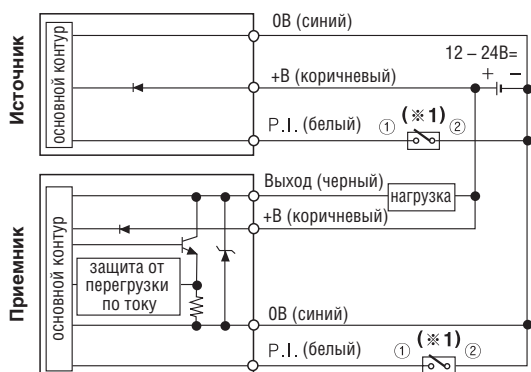 Источник
основной контур
0В (синий)
+В (коричневый)
12 – 24В=
+ –
P.I. (белый)
① (※1) ②
Приемник
основной контур
Выход (черный)
нагрузка
+В (коричневый)
защита от
перегрузки
по току
0В (синий)
P.I. (белый)
① (※1) ②